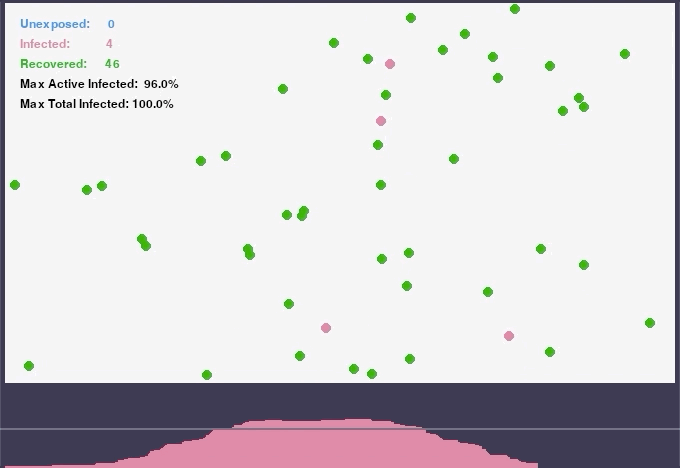 Unexposed: 0
Infected: 4
Recovered: 46
Max Active Infected: 96.0%
Max Total Infected: 100.0%